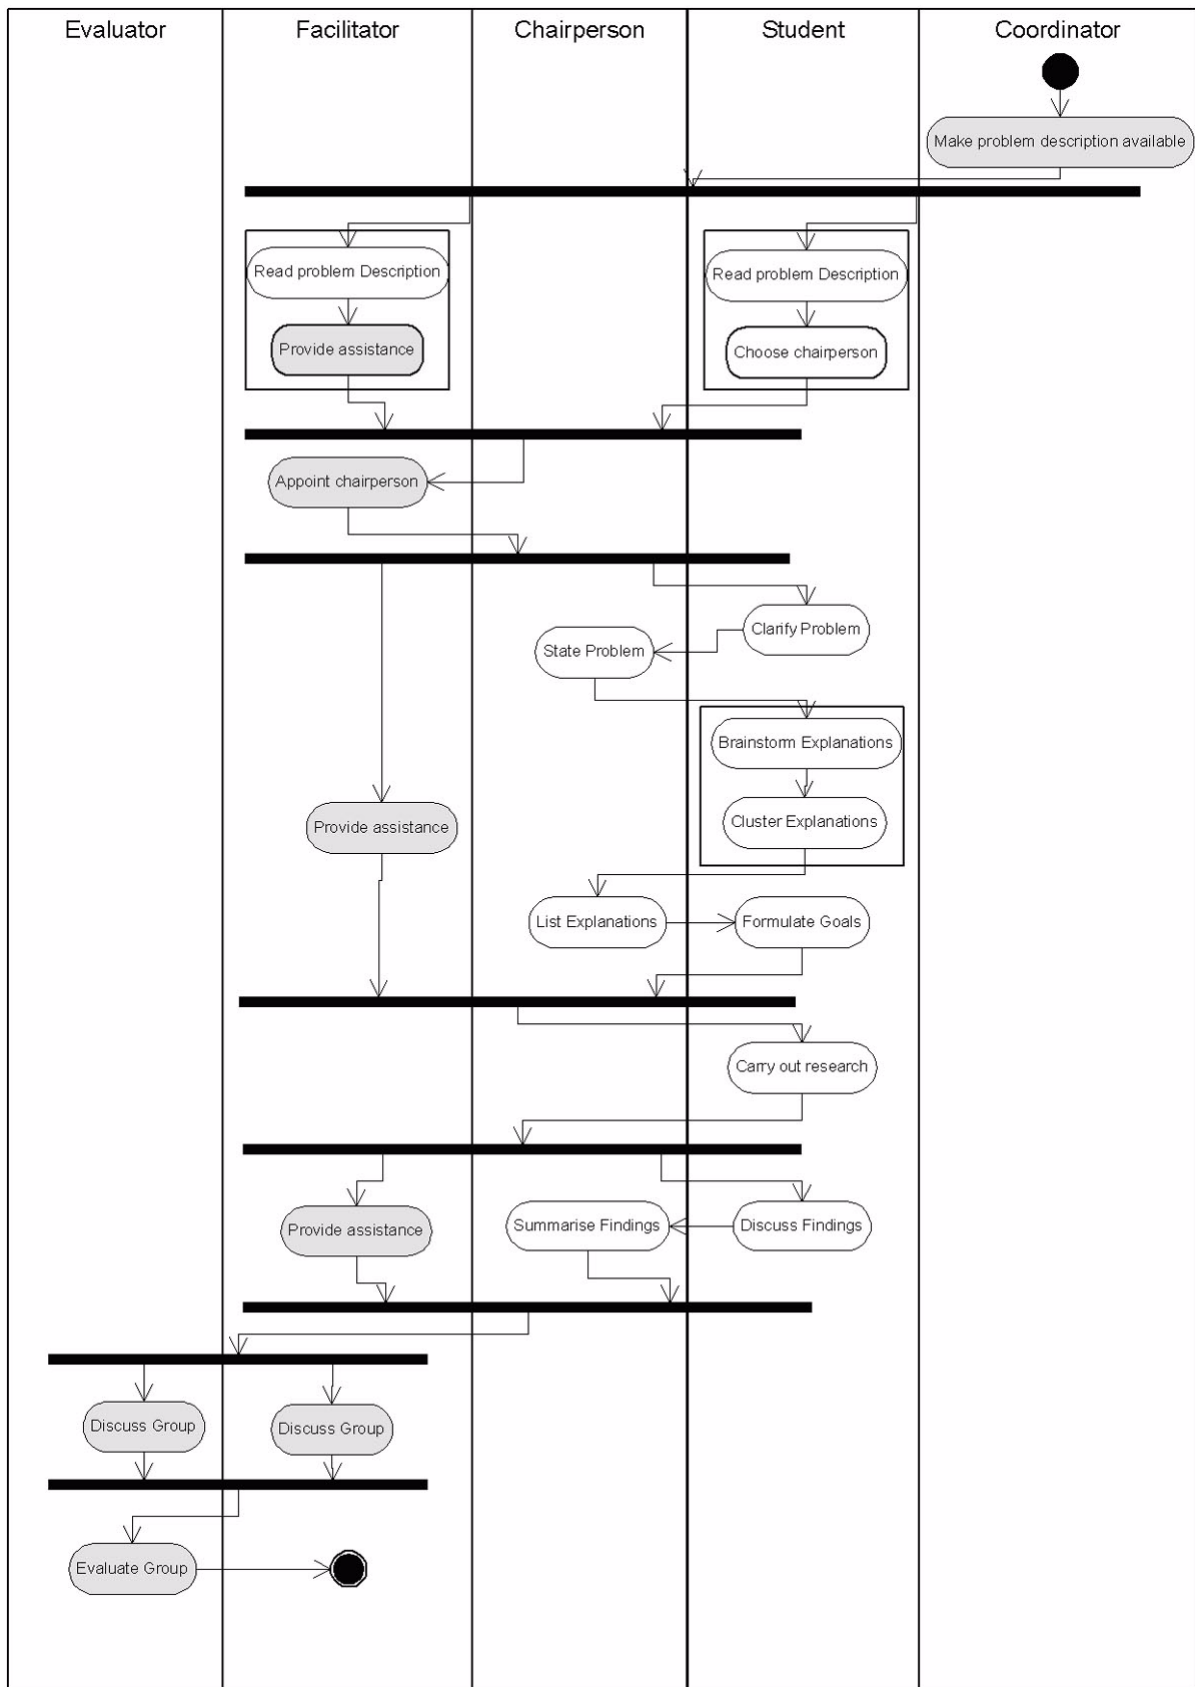 Evaluator
Facilitator
Chairperson
Student
Coordinator
Make problem description available
Read problem Description
Read problem Description
Provide assistance
Choose chairperson
Appoint chairperson
Clarify Problem
State Problem
Brainstorm Explanations
Cluster Explanations
Provide assistance
List Explanations
Formulate Goals
Carry out research
Provide assistance
Summarise Findings
Discuss Findings
Discuss Group
Discuss Group
Evaluate Group